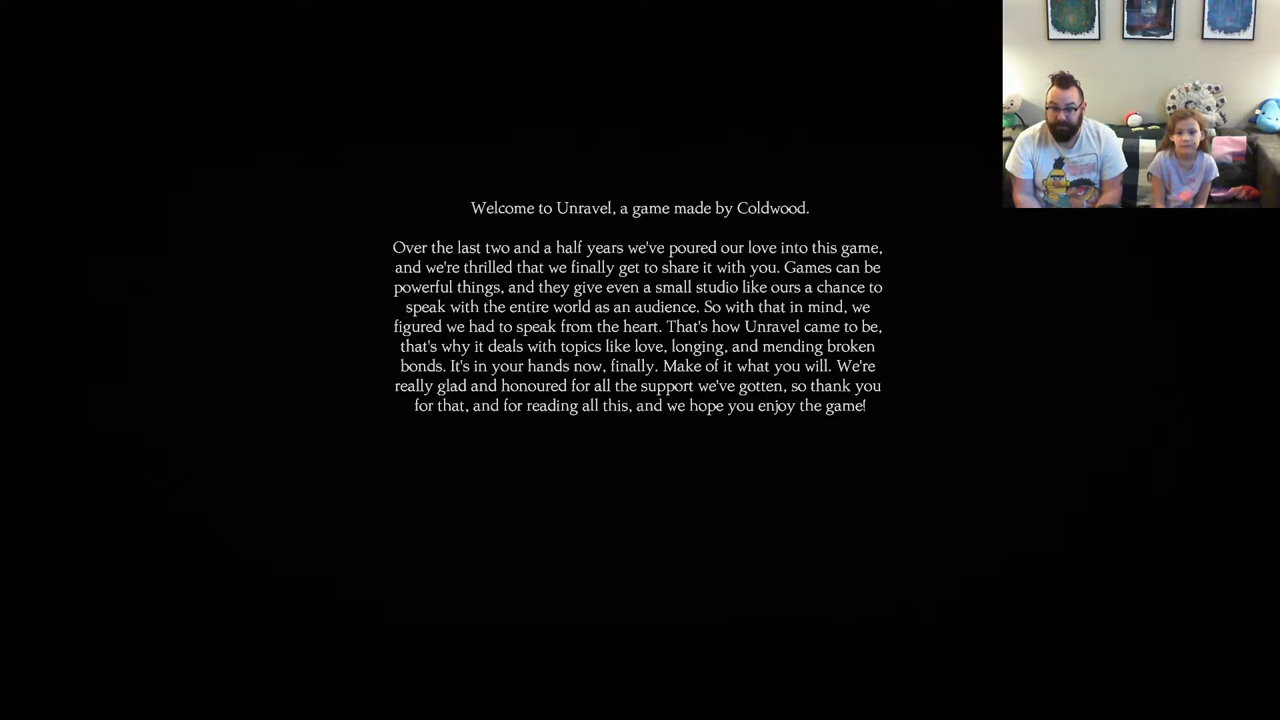 Welcome to Unravel, a game made by Coldwood.
Over the last two and a half years we've poured our love into this game,
and we're thrilled that we finally get to share it with you. Games can be
powerful things, and they give even a small studio like ours a chance to
speak with the entire world as an audience. So with that in mind, we
figured we had to speak from the heart. That's how Unravel came to be,
that's why it deals with topics like love, longing, and mending broken
bonds. It's in your hands now, finally. Make of it what you will. We're
really glad and honoured for all the support we've gotten, so thank you
for that, and for reading all this, and we hope you enjoy the game!